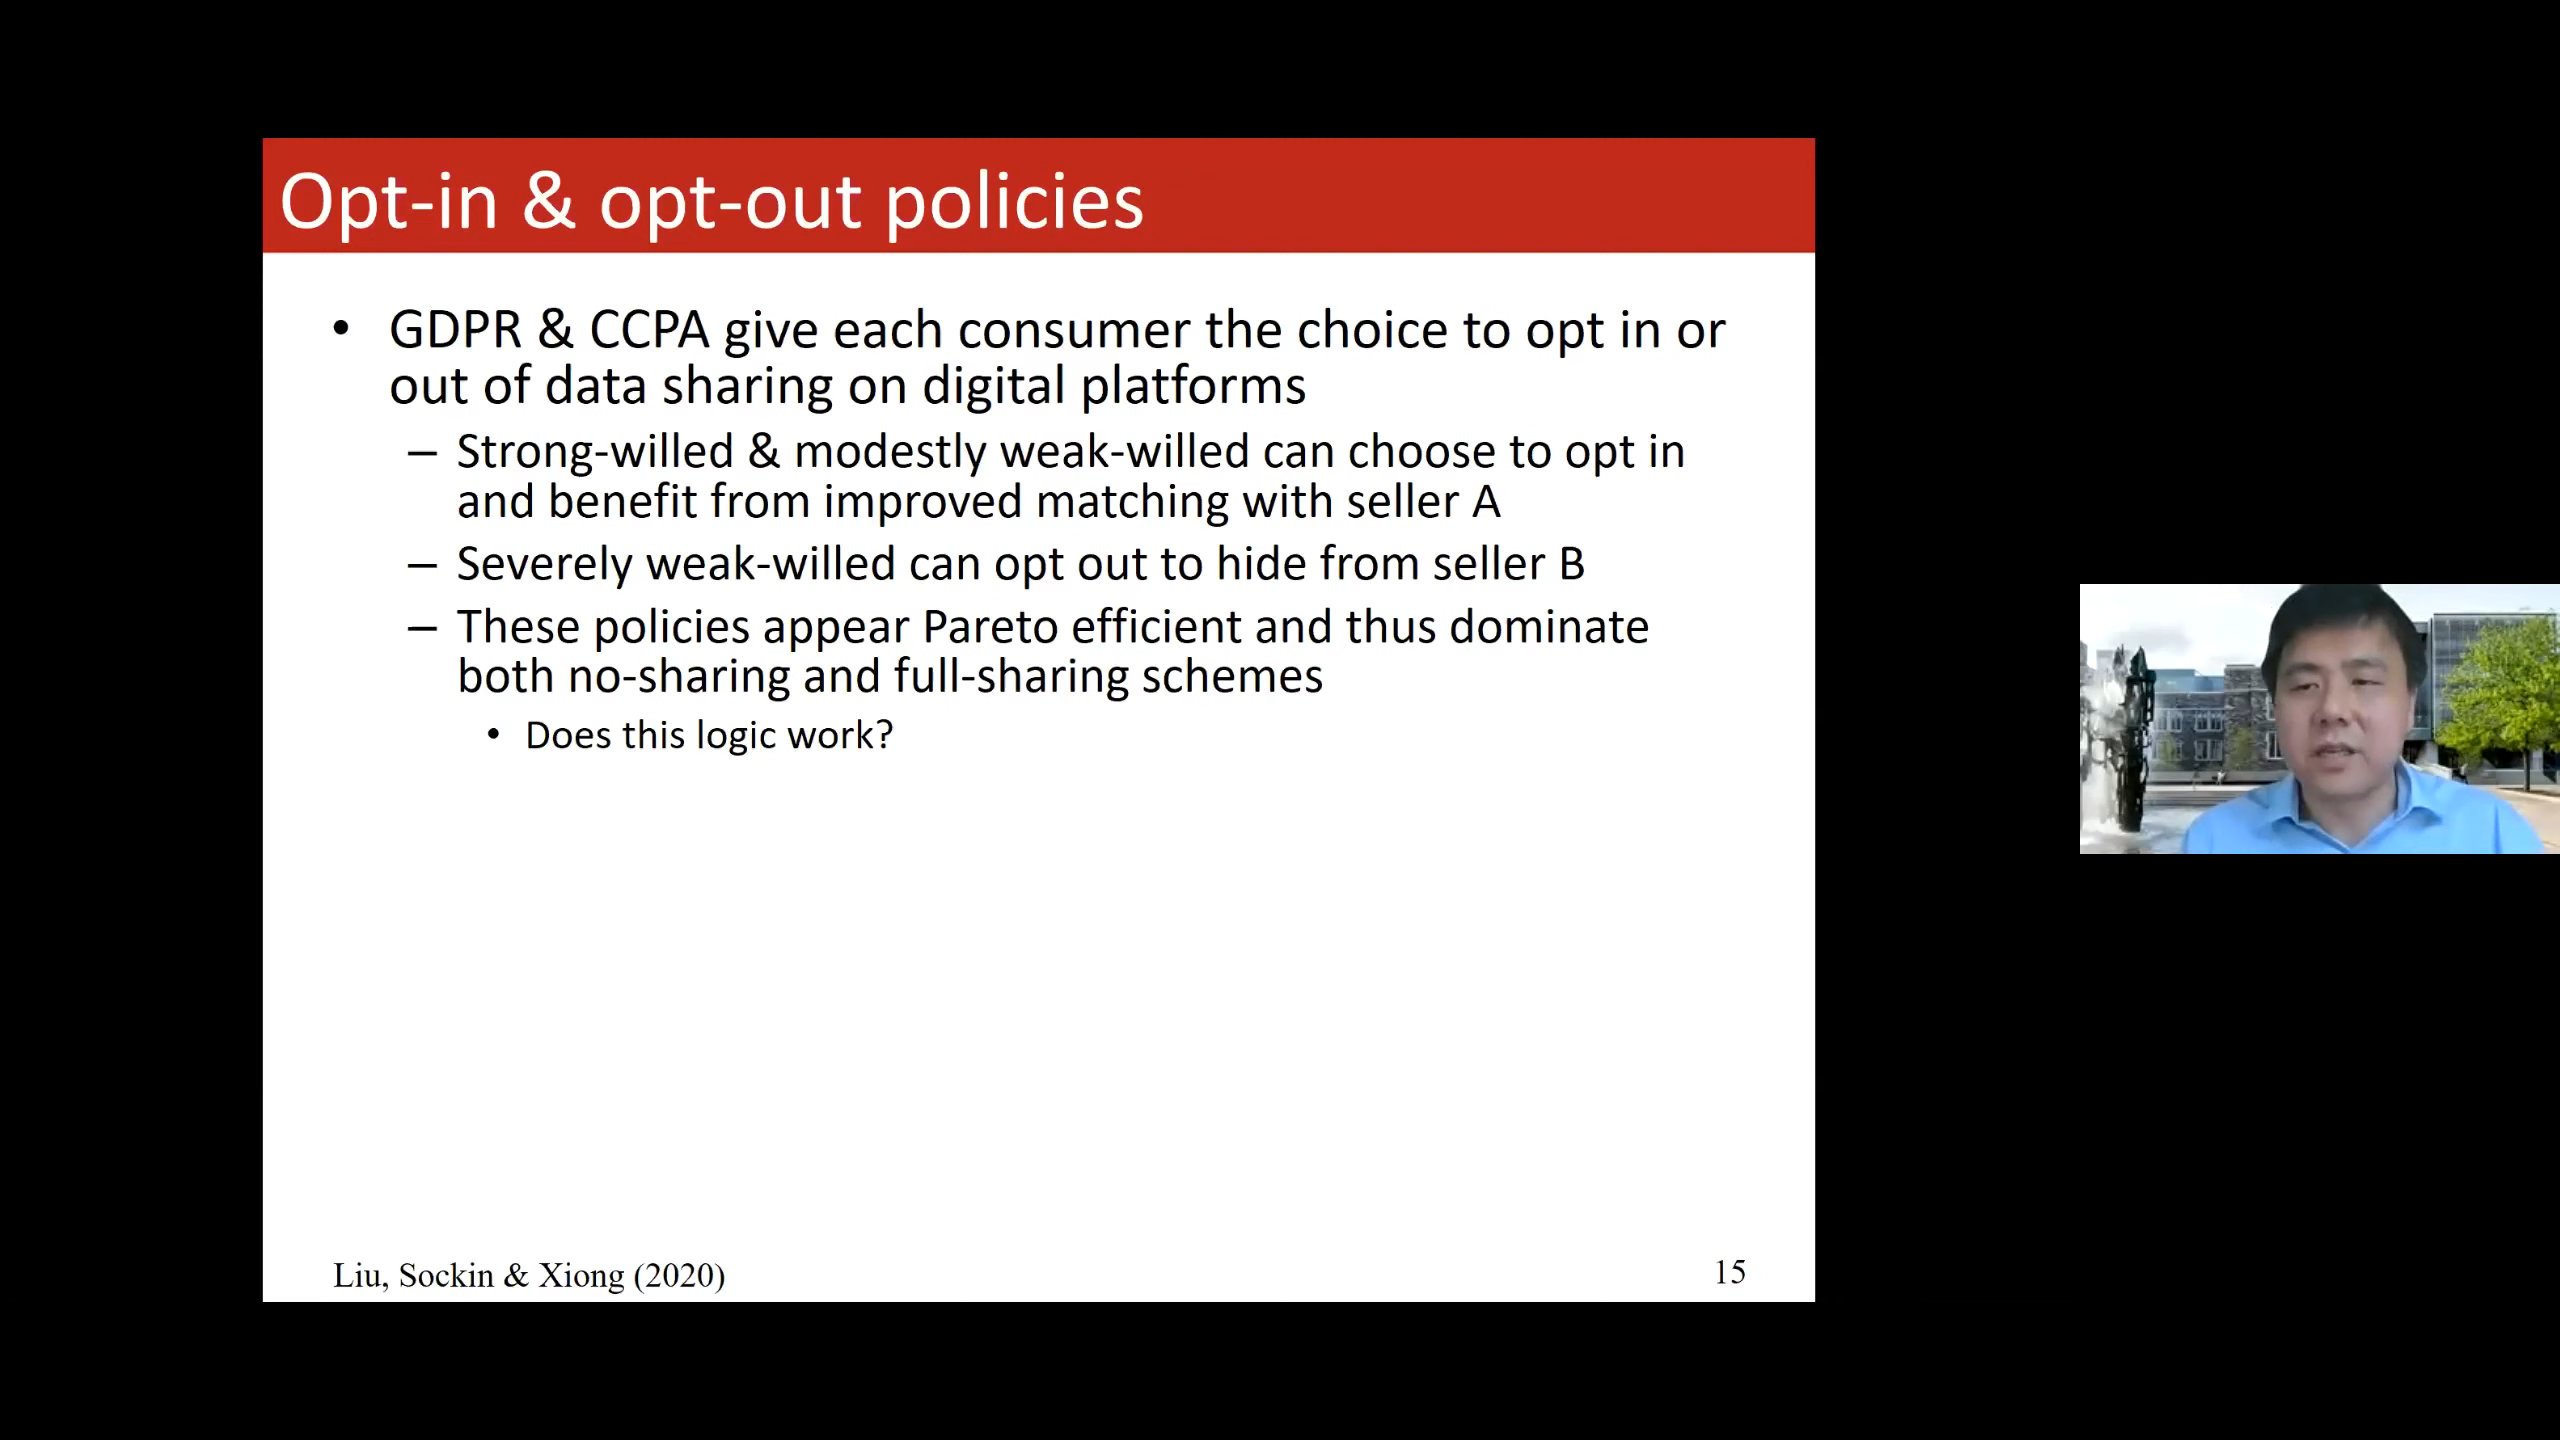 Opt-in & opt-out policies
• GDPR & CCPA give each consumer the choice to opt in or
out of data sharing on digital platforms
– Strong-willed & modestly weak-willed can choose to opt in
and benefit from improved matching with seller A
– Severely weak-willed can opt out to hide from seller B
– These policies appear Pareto efficient and thus dominate
both no-sharing and full-sharing schemes
• Does this logic work?
Liu, Sockin & Xiong (2020)
15